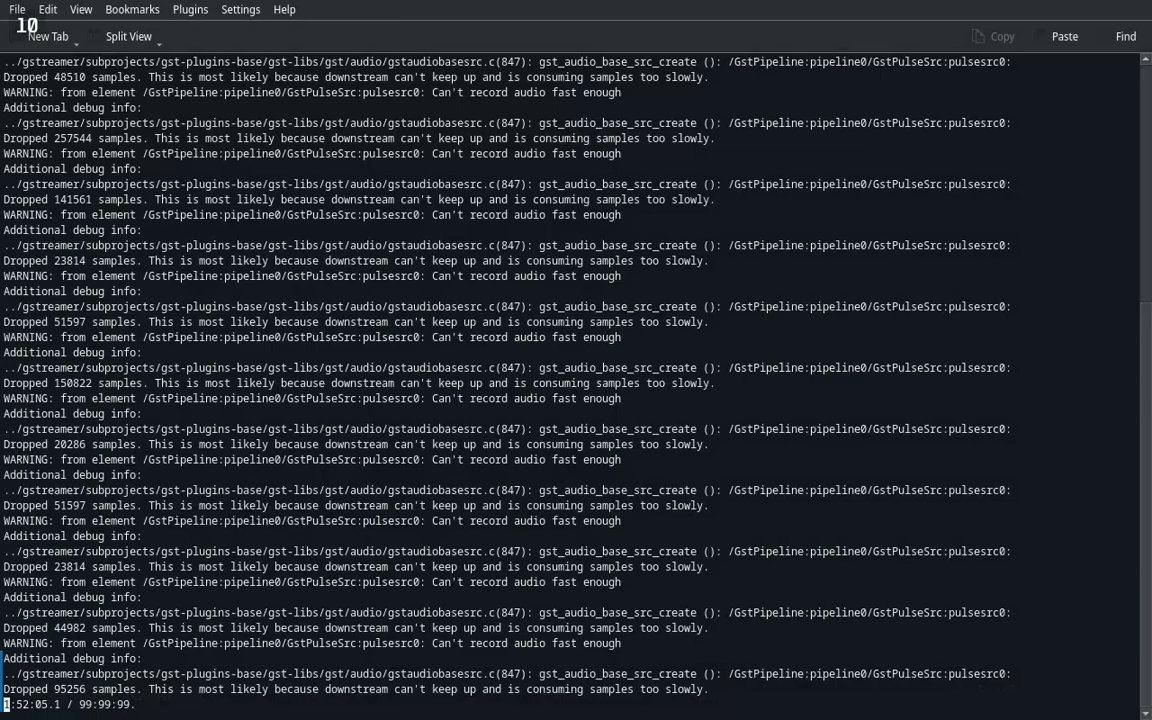 File Edit View Bookmarks Plugins Settings Help
10
New Tab Split View Copy Paste Find
../gstreamer/subprojects/gst-plugins-base/gst-libs/gst/audio/gstaudiobasesrc.c(847): gst_audio_base_src_create (): /GstPipeline:pipeline0/GstPulseSrc:pulsesrc0:
Dropped 48510 samples. This is most likely because downstream can't keep up and is consuming samples too slowly.
WARNING: from element /GstPipeline:pipeline0/GstPulseSrc:pulsesrc0: Can't record audio fast enough
Additional debug info:
../gstreamer/subprojects/gst-plugins-base/gst-libs/gst/audio/gstaudiobasesrc.c(847): gst_audio_base_src_create (): /GstPipeline:pipeline0/GstPulseSrc:pulsesrc0:
Dropped 257544 samples. This is most likely because downstream can't keep up and is consuming samples too slowly.
WARNING: from element /GstPipeline:pipeline0/GstPulseSrc:pulsesrc0: Can't record audio fast enough
Additional debug info:
../gstreamer/subprojects/gst-plugins-base/gst-libs/gst/audio/gstaudiobasesrc.c(847): gst_audio_base_src_create (): /GstPipeline:pipeline0/GstPulseSrc:pulsesrc0:
Dropped 141561 samples. This is most likely because downstream can't keep up and is consuming samples too slowly.
WARNING: from element /GstPipeline:pipeline0/GstPulseSrc:pulsesrc0: Can't record audio fast enough
Additional debug info:
../gstreamer/subprojects/gst-plugins-base/gst-libs/gst/audio/gstaudiobasesrc.c(847): gst_audio_base_src_create (): /GstPipeline:pipeline0/GstPulseSrc:pulsesrc0:
Dropped 23814 samples. This is most likely because downstream can't keep up and is consuming samples too slowly.
WARNING: from element /GstPipeline:pipeline0/GstPulseSrc:pulsesrc0: Can't record audio fast enough
Additional debug info:
../gstreamer/subprojects/gst-plugins-base/gst-libs/gst/audio/gstaudiobasesrc.c(847): gst_audio_base_src_create (): /GstPipeline:pipeline0/GstPulseSrc:pulsesrc0:
Dropped 51597 samples. This is most likely because downstream can't keep up and is consuming samples too slowly.
WARNING: from element /GstPipeline:pipeline0/GstPulseSrc:pulsesrc0: Can't record audio fast enough
Additional debug info:
../gstreamer/subprojects/gst-plugins-base/gst-libs/gst/audio/gstaudiobasesrc.c(847): gst_audio_base_src_create (): /GstPipeline:pipeline0/GstPulseSrc:pulsesrc0:
Dropped 150822 samples. This is most likely because downstream can't keep up and is consuming samples too slowly.
WARNING: from element /GstPipeline:pipeline0/GstPulseSrc:pulsesrc0: Can't record audio fast enough
Additional debug info:
../gstreamer/subprojects/gst-plugins-base/gst-libs/gst/audio/gstaudiobasesrc.c(847): gst_audio_base_src_create (): /GstPipeline:pipeline0/GstPulseSrc:pulsesrc0:
Dropped 20286 samples. This is most likely because downstream can't keep up and is consuming samples too slowly.
WARNING: from element /GstPipeline:pipeline0/GstPulseSrc:pulsesrc0: Can't record audio fast enough
Additional debug info:
../gstreamer/subprojects/gst-plugins-base/gst-libs/gst/audio/gstaudiobasesrc.c(847): gst_audio_base_src_create (): /GstPipeline:pipeline0/GstPulseSrc:pulsesrc0:
Dropped 51597 samples. This is most likely because downstream can't keep up and is consuming samples too slowly.
WARNING: from element /GstPipeline:pipeline0/GstPulseSrc:pulsesrc0: Can't record audio fast enough
Additional debug info:
../gstreamer/subprojects/gst-plugins-base/gst-libs/gst/audio/gstaudiobasesrc.c(847): gst_audio_base_src_create (): /GstPipeline:pipeline0/GstPulseSrc:pulsesrc0:
Dropped 23814 samples. This is most likely because downstream can't keep up and is consuming samples too slowly.
WARNING: from element /GstPipeline:pipeline0/GstPulseSrc:pulsesrc0: Can't record audio fast enough
Additional debug info:
../gstreamer/subprojects/gst-plugins-base/gst-libs/gst/audio/gstaudiobasesrc.c(847): gst_audio_base_src_create (): /GstPipeline:pipeline0/GstPulseSrc:pulsesrc0:
Dropped 44982 samples. This is most likely because downstream can't keep up and is consuming samples too slowly.
WARNING: from element /GstPipeline:pipeline0/GstPulseSrc:pulsesrc0: Can't record audio fast enough
Additional debug info:
../gstreamer/subprojects/gst-plugins-base/gst-libs/gst/audio/gstaudiobasesrc.c(847): gst_audio_base_src_create (): /GstPipeline:pipeline0/GstPulseSrc:pulsesrc0:
Dropped 95256 samples. This is most likely because downstream can't keep up and is consuming samples too slowly.
1:52:05.1 / 99:99:99.